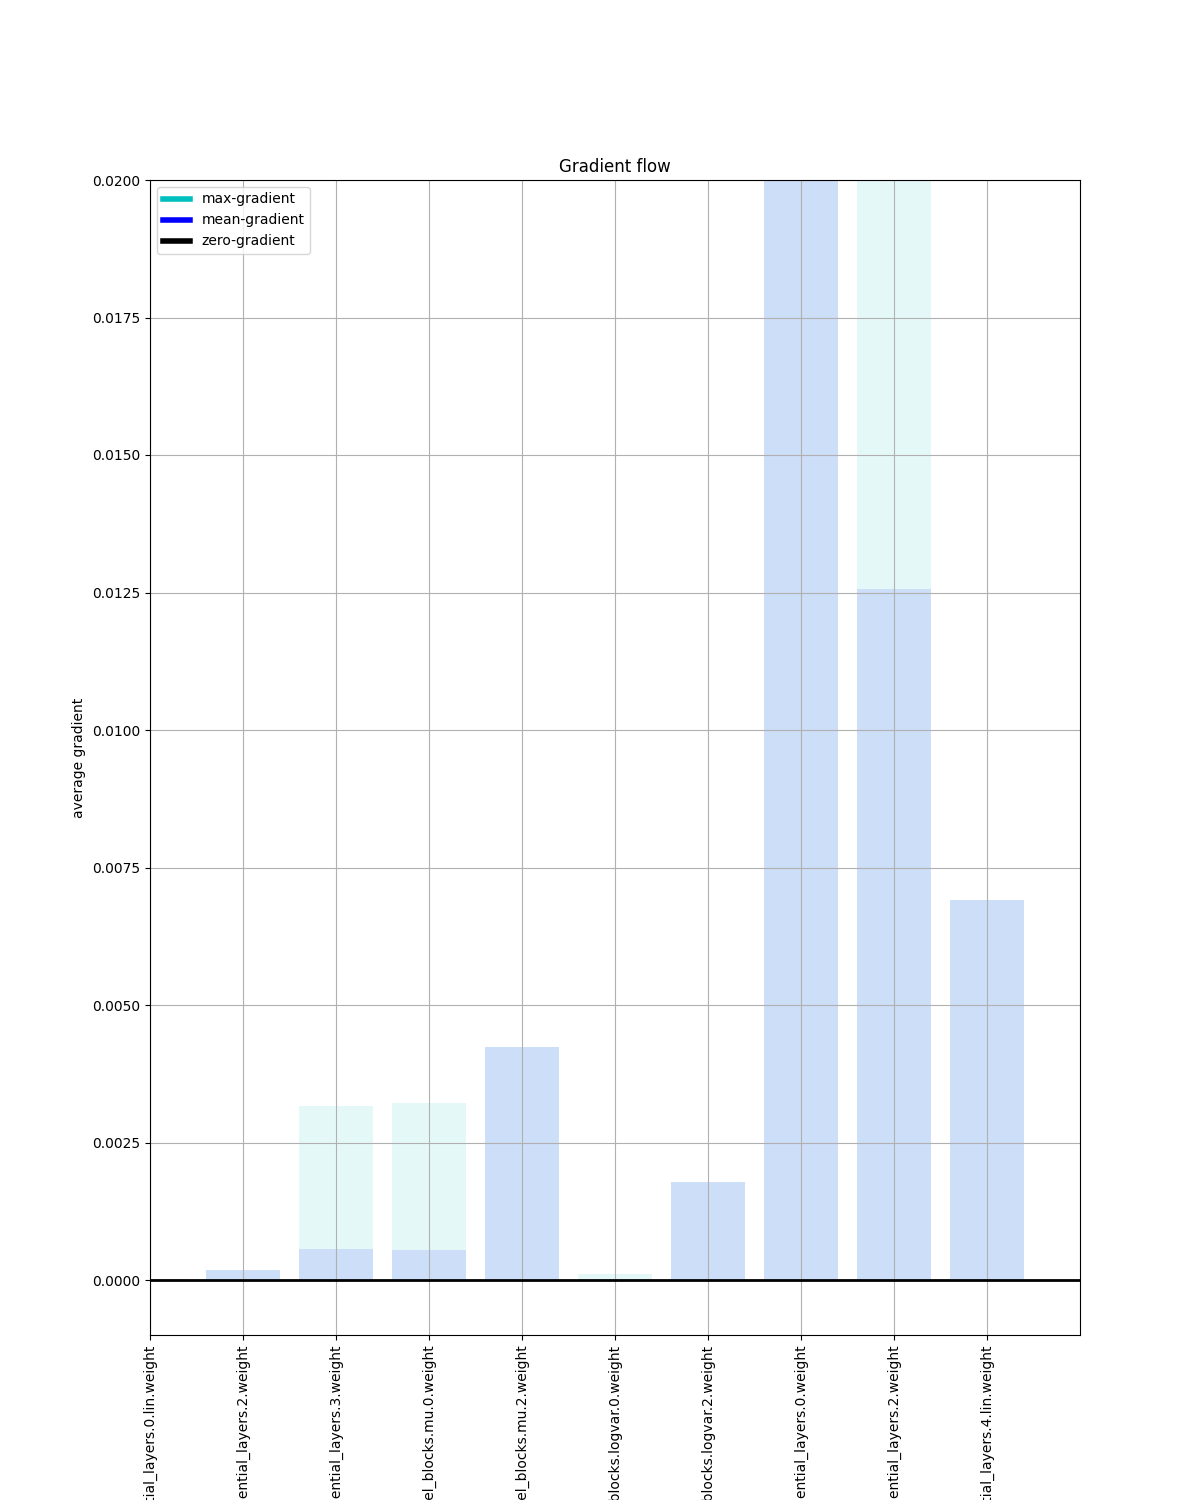 Gradient flow
max-gradient
mean-gradient
zero-gradient
average gradient
0.0200
0.0175
0.0150
0.0125
0.0100
0.0075
0.0050
0.0025
0.0000
tial_layers.0.lin.weight
ential_layers.2.weight
ential_layers.3.weight
el_blocks.mu.0.weight
el_blocks.mu.2.weight
blocks.logvar.0.weight
blocks.logvar.2.weight
ential_layers.0.weight
ential_layers.2.weight
tial_layers.4.lin.weight